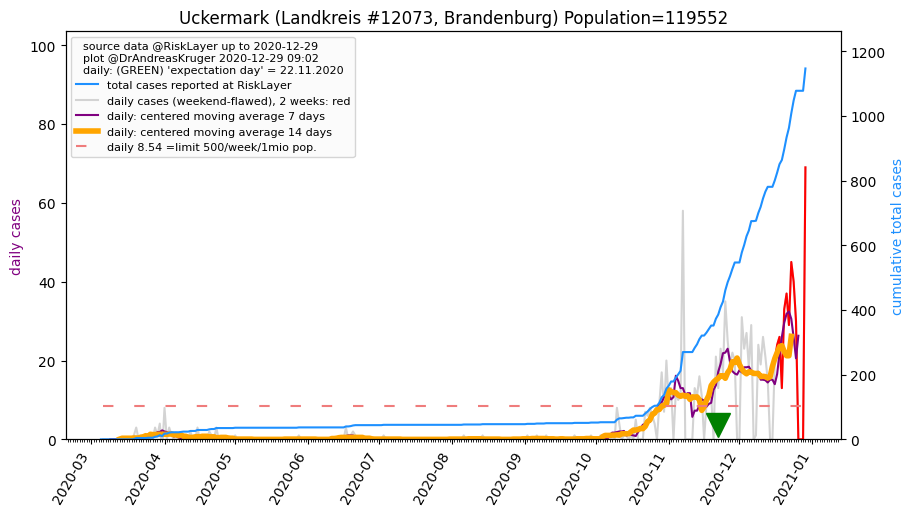 Uckermark (Landkreis #12073, Brandenburg) Population=119552
source data @RiskLayer up to 2020-12-29
plot @DrAndreasKruger 2020-12-29 09:02
daily: (GREEN) 'expectation day' = 22.11.2020
total cases reported at RiskLayer
daily cases (weekend-flawed), 2 weeks: red
daily: centered moving average 7 days
daily: centered moving average 14 days
daily 8.54 =limit 500/week/1mio pop.
daily cases
100
80
60
40
20
0
cumulative total cases
1200
1000
800
600
400
200
0
2020-03
2020-04
2020-05
2020-06
2020-07
2020-08
2020-09
2020-10
2020-11
2020-12
2021-01